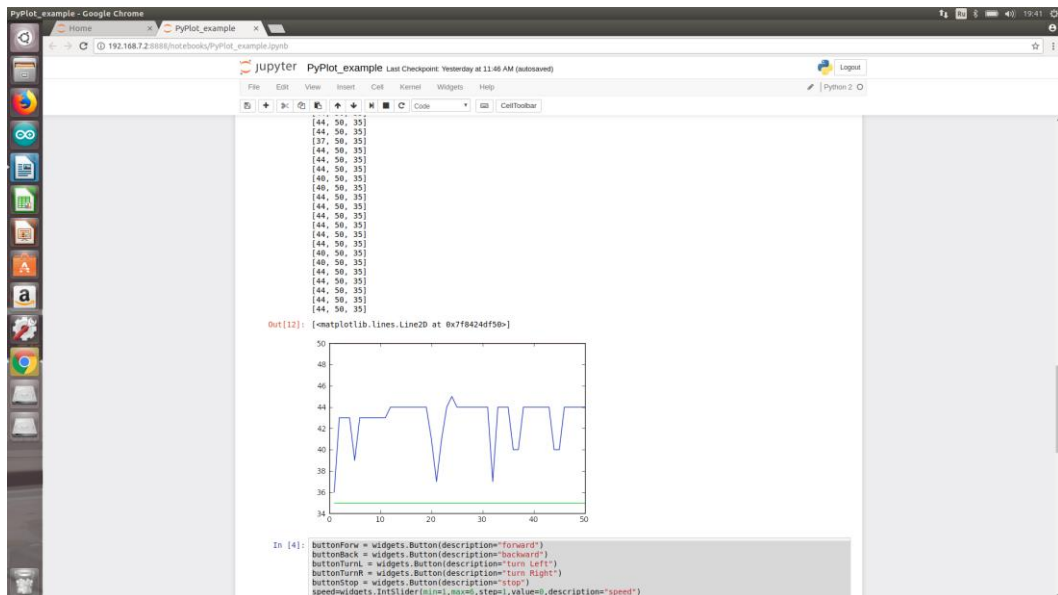 PyPlot_example - Google Chrome
Ru
19:41
Home
PyPlot_example
192.168.7.2:8888/notebooks/PyPlot_example.ipynb
jupyter PyPlot_example Last Checkpoint: Yesterday at 11:46 AM (autosaved)
Logout
File Edit View Insert Cell Kernel Widgets Help
Python 2
Code
CellToolbar
[44, 50, 35]
[44, 50, 35]
[37, 50, 35]
[44, 50, 35]
[44, 50, 35]
[44, 50, 35]
[40, 50, 35]
[40, 50, 35]
[44, 50, 35]
[44, 50, 35]
[44, 50, 35]
[44, 50, 35]
[44, 50, 35]
[44, 50, 35]
[40, 50, 35]
[40, 50, 35]
[44, 50, 35]
[44, 50, 35]
[44, 50, 35]
[44, 50, 35]
[44, 50, 35]
Out[12]: [<matplotlib.lines.Line2D at 0x7f8424df50>]
50
48
46
44
42
40
38
36
34
0 10 20 30 40 50
In [4]: buttonForw = widgets.Button(description="forward")
buttonBack = widgets.Button(description="backward")
buttonTurnL = widgets.Button(description="turn Left")
buttonTurnR = widgets.Button(description="turn Right")
buttonStop = widgets.Button(description="stop")
speed=widgets.IntSlider(min=1,max=6,step=1,value=0,description="speed")